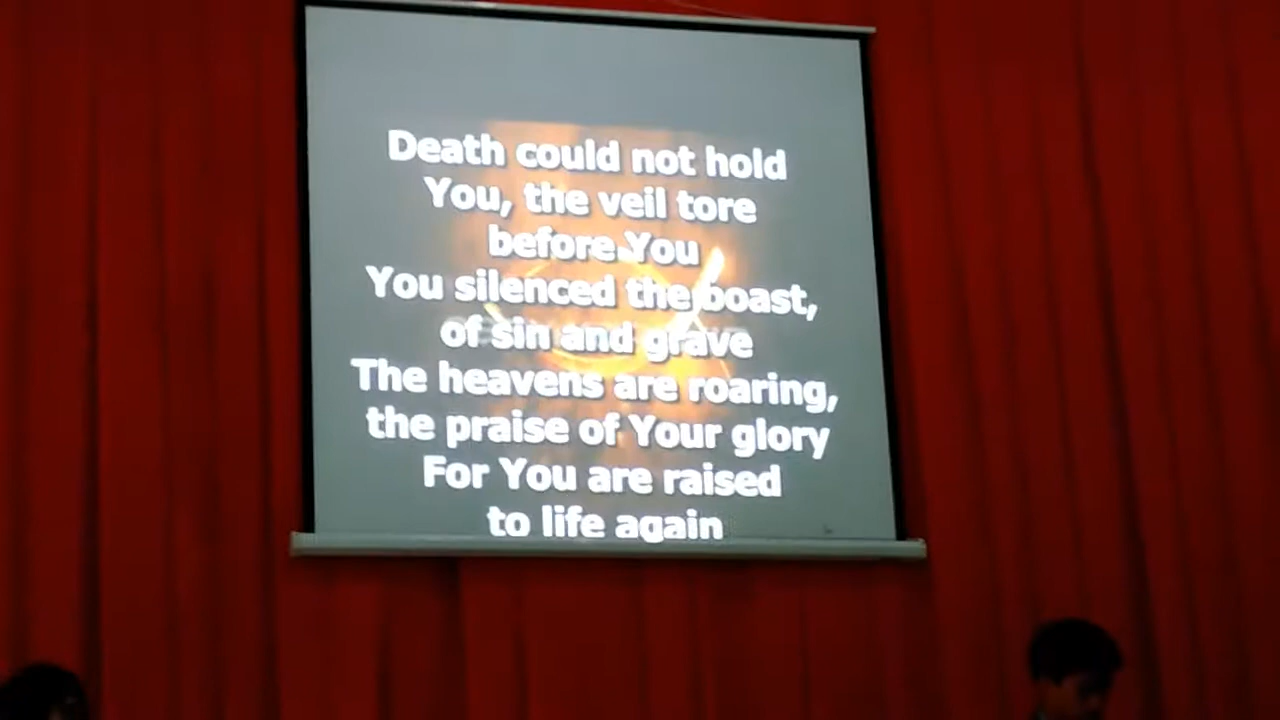 Death could not hold
You, the veil tore
before You
You silenced the boast,
of sin and grave
The heavens are roaring,
the praise of Your glory
For You are raised
to life again